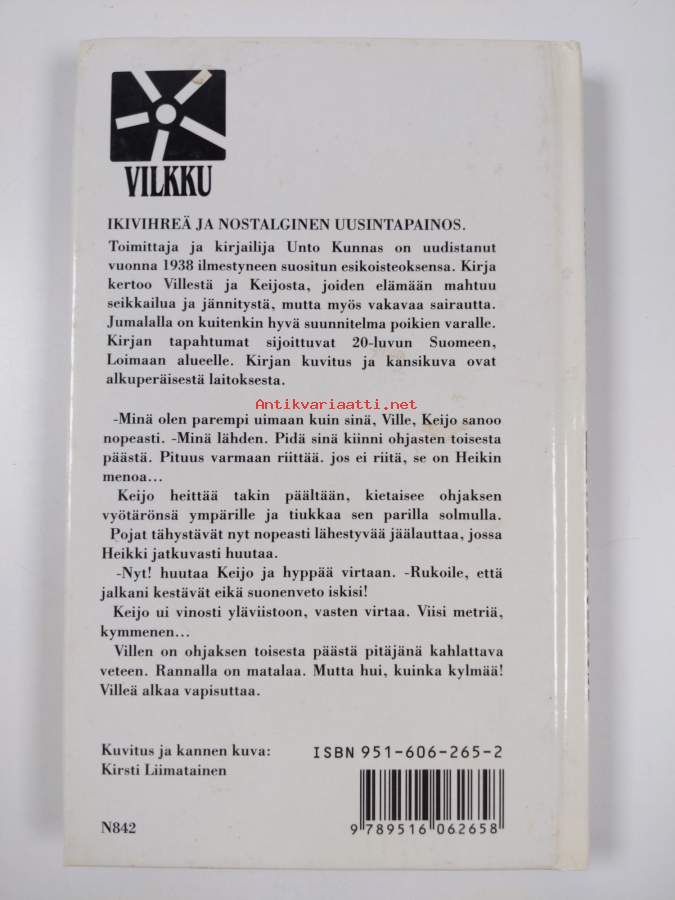 VILKKU
IKIVIHREÄ JA NOSTALGINEN UUSINTAPAINOS.
Toimittaja ja kirjailija Unto Kunnas on uudistanut
vuonna 1938 ilmestyneen suositun esikoisteoksensa. Kirja
kertoo Villestä ja Keijosta, joiden elämään mahtuu
seikkailua ja jännitystä, mutta myös vakavaa sairautta.
Jumalalla on kuitenkin hyvä suunnitelma poikien varalle.
Kirjan tapahtumat sijoittuvat 20-luvun Suomeen,
Loimaan alueelle. Kirjan kuvitus ja kansikuva ovat
alkuperäisestä laitoksesta.
Antikvariaatti.net
-Minä olen parempi uimaan kuin sinä, Ville, Keijo sanoo
nopeasti. -Minä lähden. Pidä sinä kiinni ohjasten toisesta
päästä. Pituus varmaan riittää. jos ei riitä, se on Heikin
menoa...
Keijo heittää takin päältään, kietaisee ohjaksen
vyötärönsä ympärille ja tiukkaa sen parilla solmulla.
Pojat tähystävät nyt nopeasti lähestyvää jäälauttaa, jossa
Heikki jatkuvasti huutaa.
-Nyt! huutaa Keijo ja hyppää virtaan. -Rukoile, että
jalkani kestävät eikä suonenveto iskisi!
Keijo ui vinosti yläviistoon, vasten virtaa. Viisi metriä,
kymmenen...
Villen on ohjaksen toisesta päästä pitäjänä kahlattava
veteen. Rannalla on matalaa. Mutta hui, kuinka kylmää!
Villeä alkaa vapisuttaa.
Kuvitus ja kannen kuva:
Kirsti Liimatainen
ISBN 951-606-265-2
9 789516 062658
N842